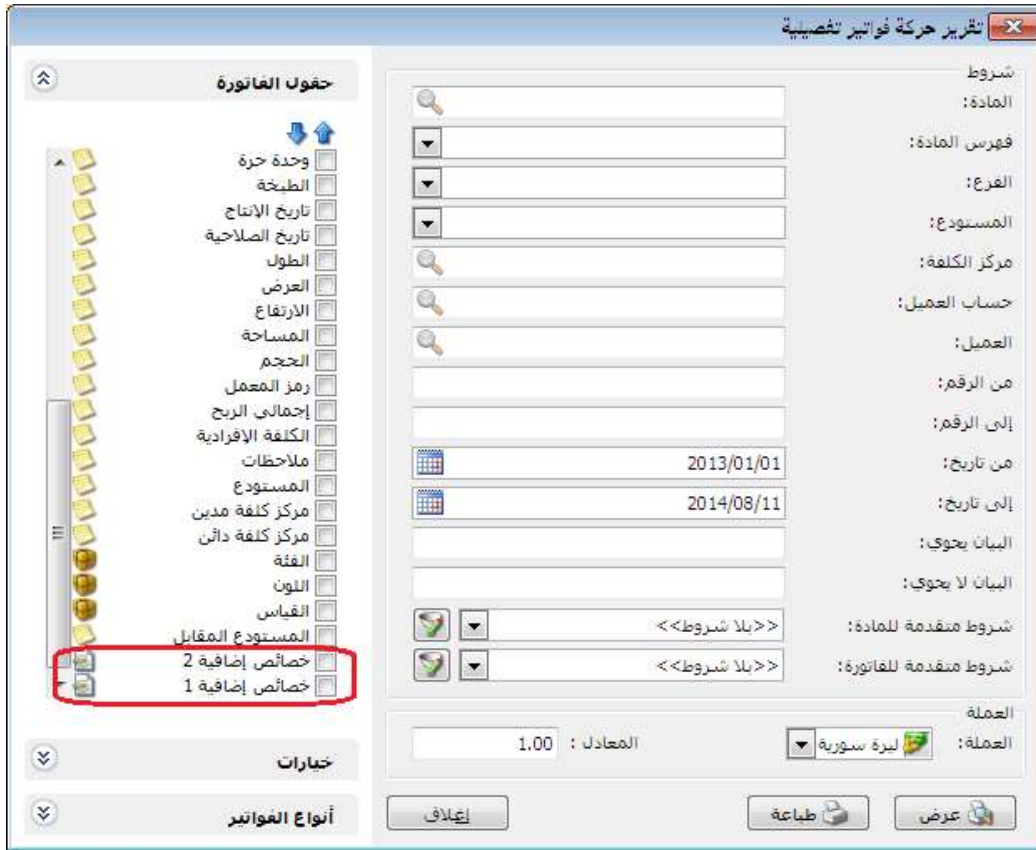 تقرير حركة فواتير تفصيلية
شروط
المادة:
فهرس المادة:
الفرع:
المستودع:
مركز الكلفة:
حساب العميل:
العميل:
من الرقم:
إلى الرقم:
من تاريخ: 2013/01/01
إلى تاريخ: 2014/08/11
البيان يحوي:
البيان لا يحوي:
شروط متقدمة للمادة: <<بلا شروط>>
شروط متقدمة للفاتورة: <<بلا شروط>>
العملة
العملة: ليرة سورية المعادل : 1.00
عرض
طباعة
إغلاق
حقول الفاتورة
وحدة حرة
الطبخة
تاريخ الإنتاج
تاريخ الصلاحية
الطول
العرض
الارتفاع
المساحة
الحجم
رمز المعمل
إجمالي الربح
الكلفة الإفرادية
ملاحظات
المستودع
مركز كلفة مدين
مركز كلفة دائن
الفئة
اللون
القياس
المستودع المقابل
خصائص إضافية 2
خصائص إضافية 1
خيارات
أنواع الفواتير